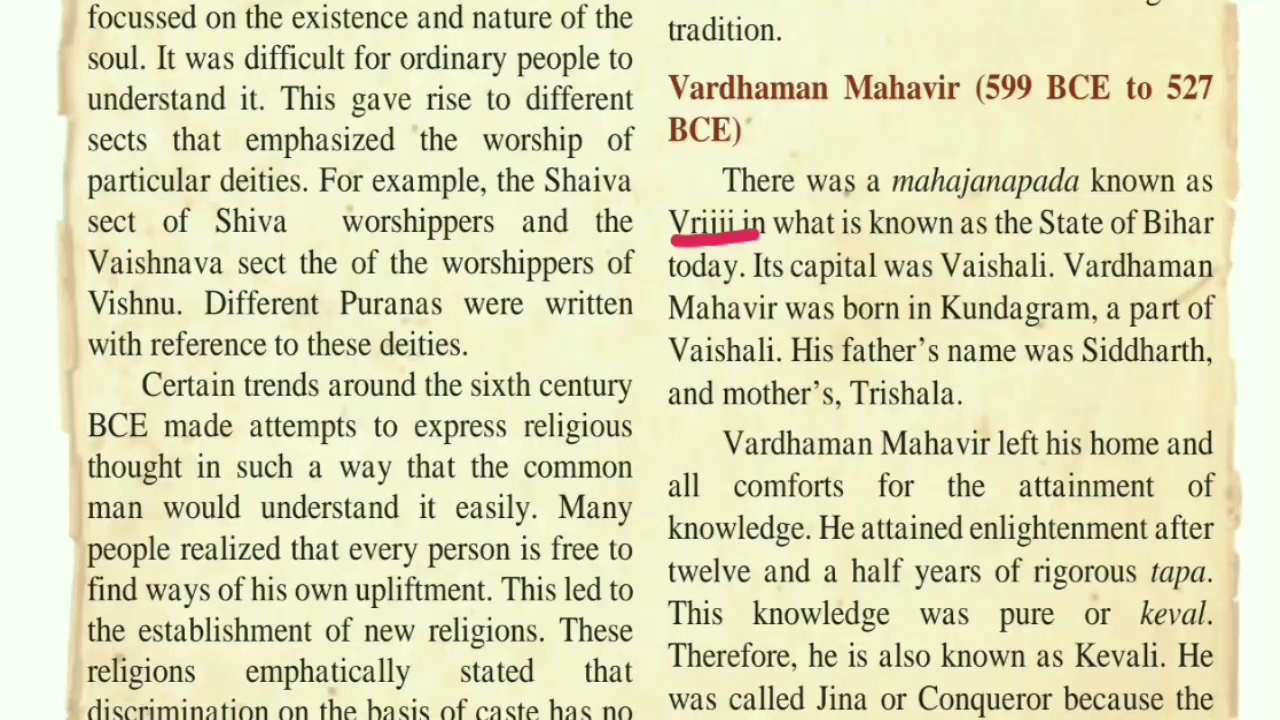 focussed on the existence and nature of the
soul. It was difficult for ordinary people to
understand it. This gave rise to different
sects that emphasized the worship of
particular deities. For example, the Shaiva
sect of Shiva worshippers and the
Vaishnava sect the of the worshippers of
Vishnu. Different Puranas were written
with reference to these deities.
Certain trends around the sixth century
BCE made attempts to express religious
thought in such a way that the common
man would understand it easily. Many
people realized that every person is free to
find ways of his own upliftment. This led to
the establishment of new religions. These
religions emphatically stated that
discrimination on the basis of caste has no
tradition.
Vardhaman Mahavir (599 BCE to 527
BCE)
There was a mahajanapada known as
Vrijji in what is known as the State of Bihar
today. Its capital was Vaishali. Vardhaman
Mahavir was born in Kundagram, a part of
Vaishali. His father's name was Siddharth,
and mother's, Trishala.
Vardhaman Mahavir left his home and
all comforts for the attainment of
knowledge. He attained enlightenment after
twelve and a half years of rigorous tapa.
This knowledge was pure or keval.
Therefore, he is also known as Kevali. He
was called Jina or Conqueror because the